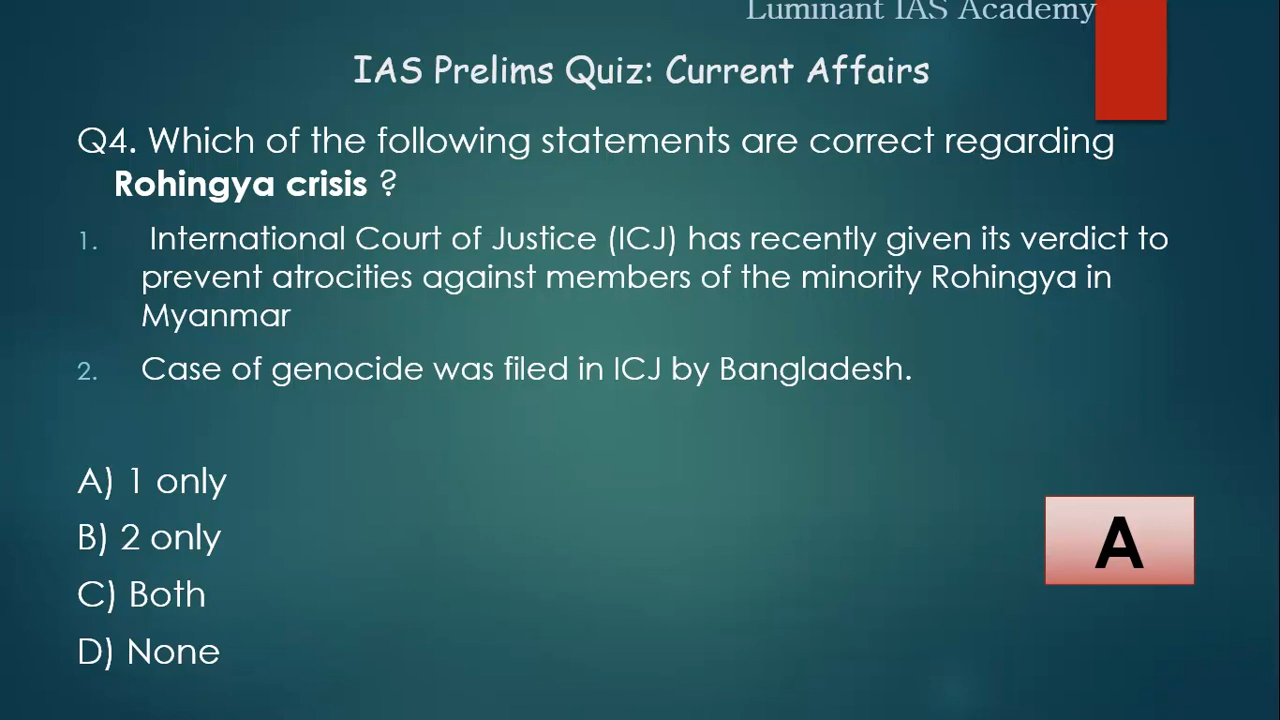 Luminant IAS Academy
IAS Prelims Quiz: Current Affairs
Q4. Which of the following statements are correct regarding
Rohingya crisis ?
1. International Court of Justice (ICJ) has recently given its verdict to
prevent atrocities against members of the minority Rohingya in
Myanmar
2. Case of genocide was filed in ICJ by Bangladesh.
A) 1 only
B) 2 only
C) Both
D) None
A